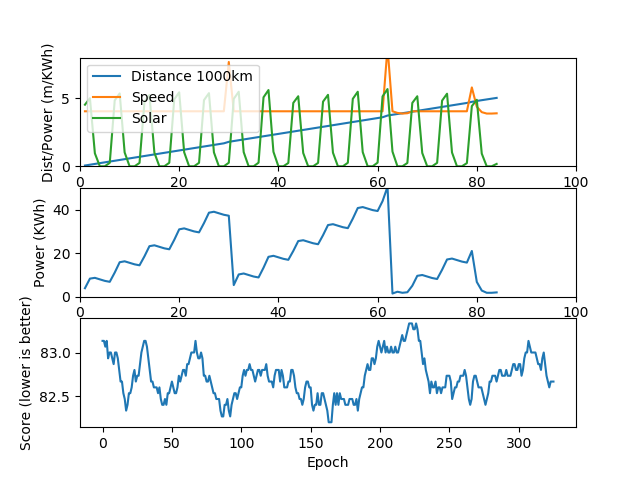 Dist/Power (m/KWh)
Distance 1000km
Speed
Solar
5
0
0 20 40 60 80 100
Power (KWh)
40
20
0
0 20 40 60 80 100
Score (lower is better)
83.0
82.5
0 50 100 150 200 250 300
Epoch